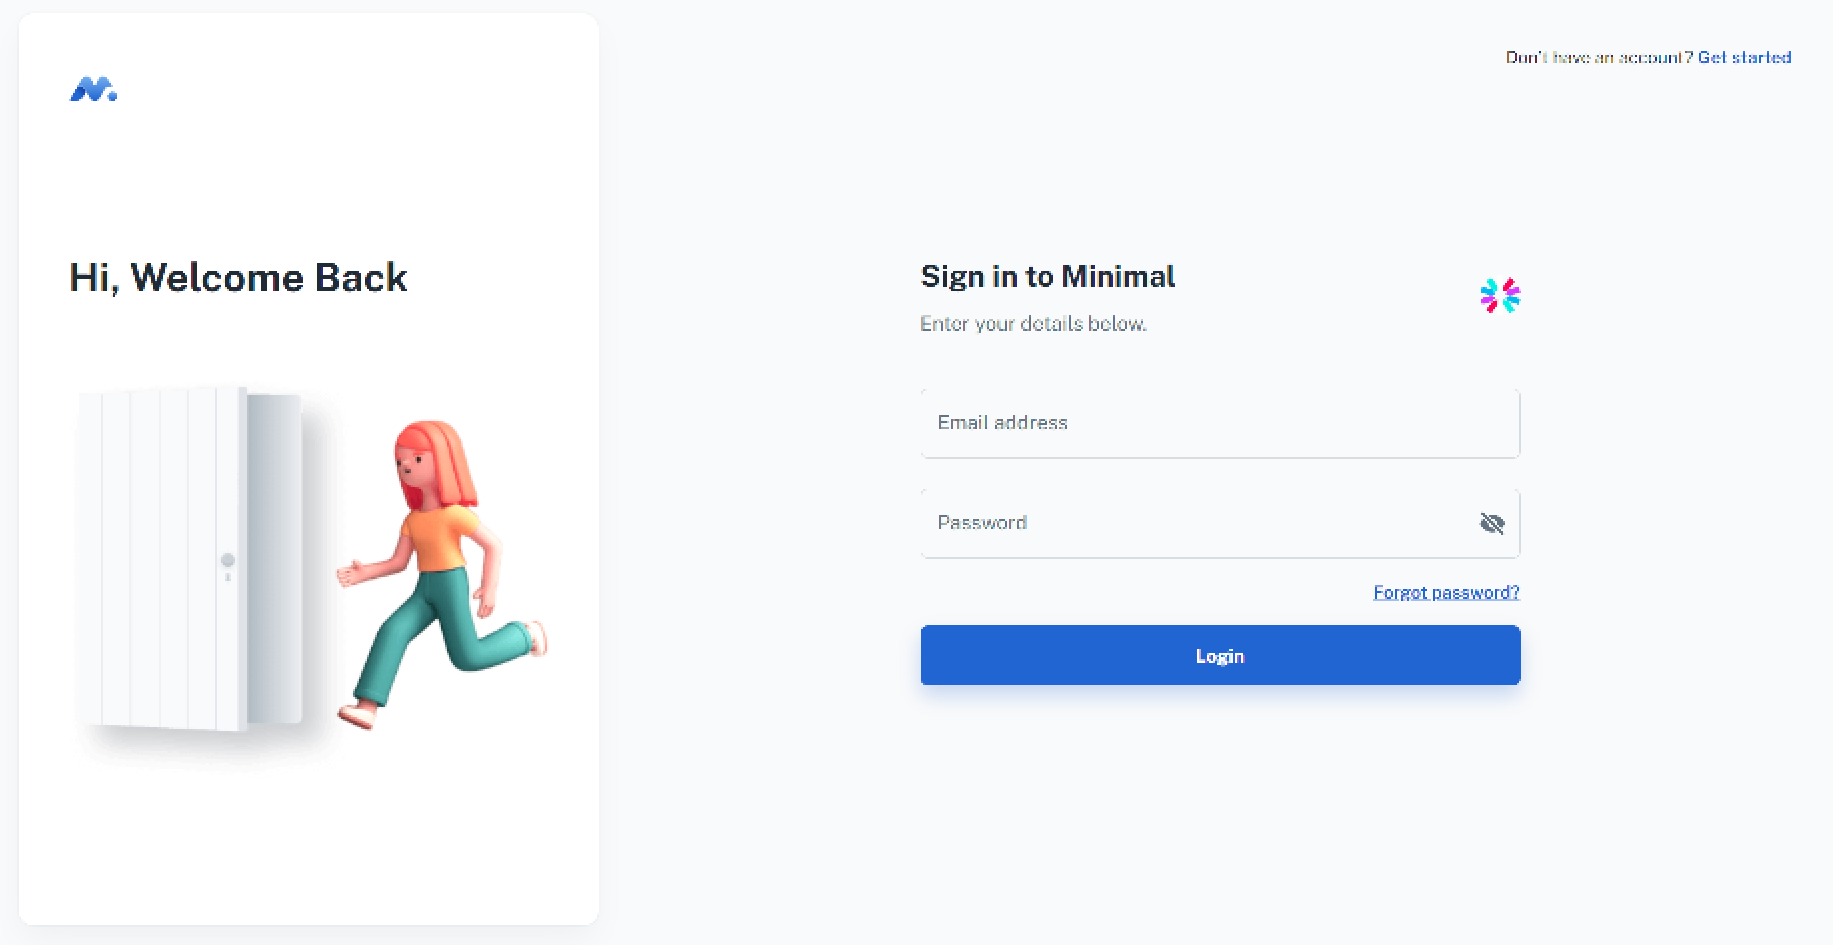 Don't have an account? Get started
Hi, Welcome Back
Sign in to Minimal
Enter your details below.
Email address
Password
Forgot password?
Login